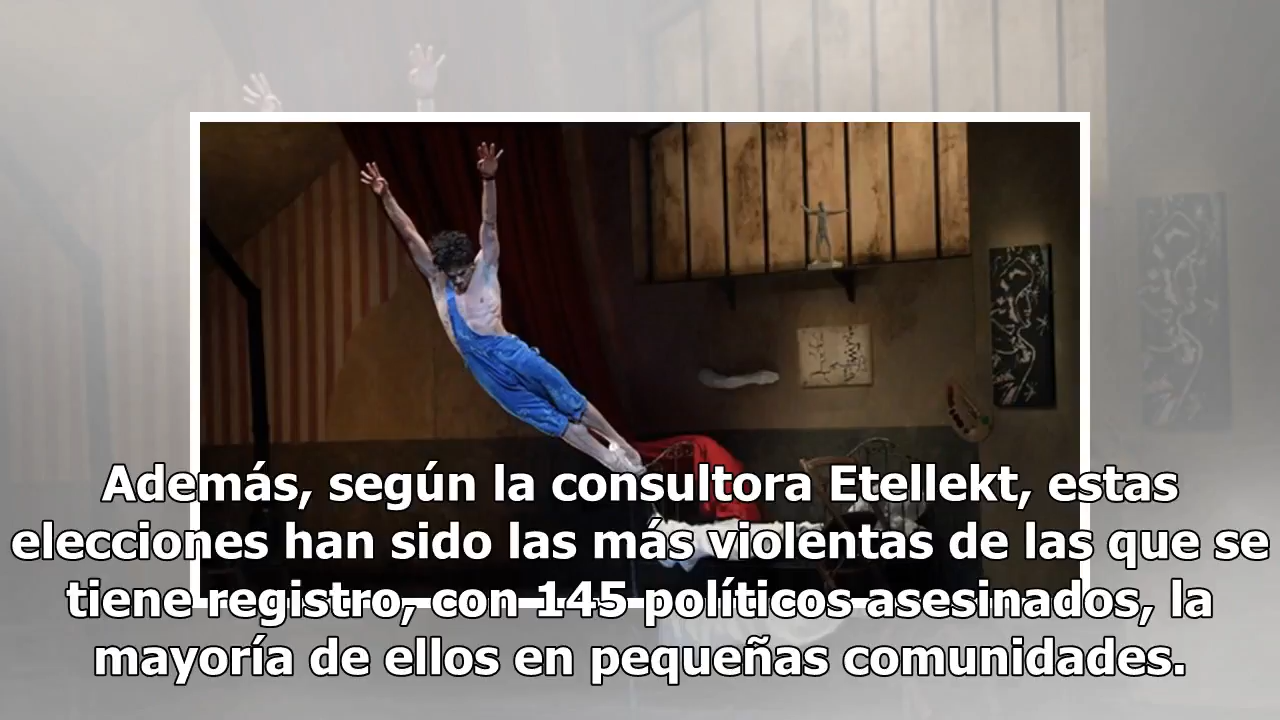 Además, según la consultora Etellekt, estas
elecciones han sido las más violentas de las que se
tiene registro, con 145 políticos asesinados, la
mayoría de ellos en pequeñas comunidades.